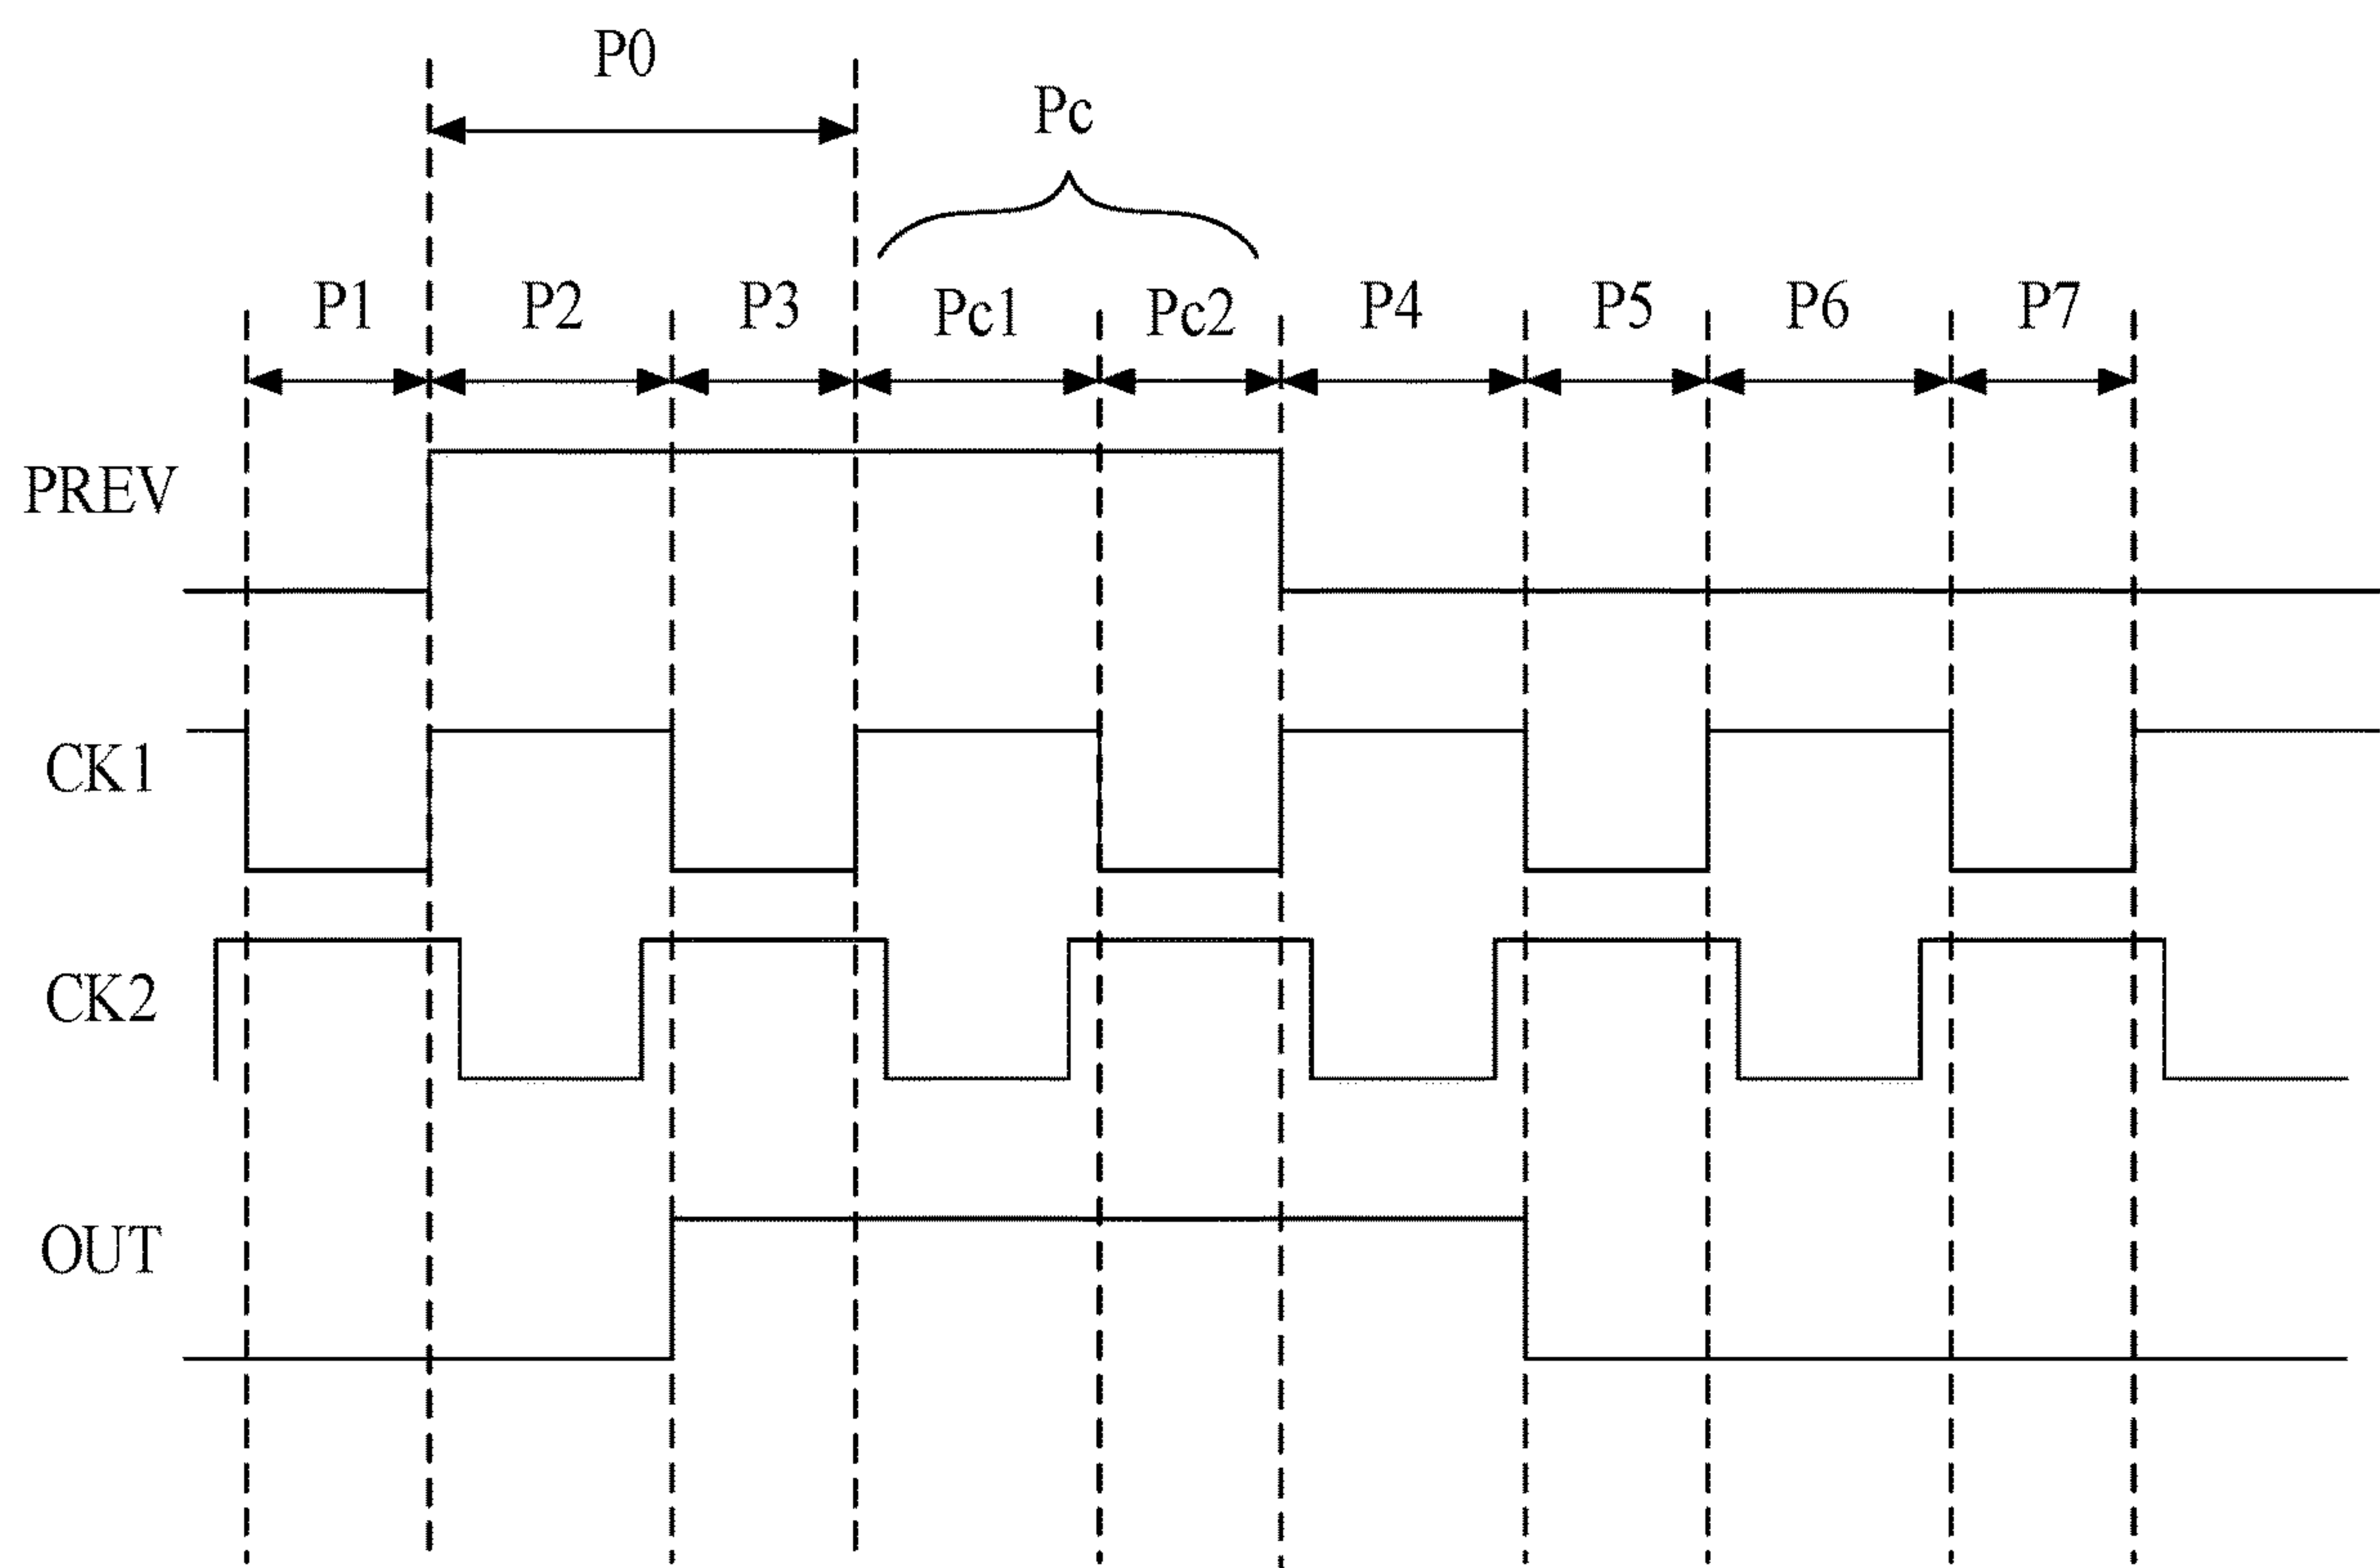 P0
Pc
P1 P2 P3 Pc1 Pc2 P4 P5 P6 P7
PREV
CK1
CK2
OUT